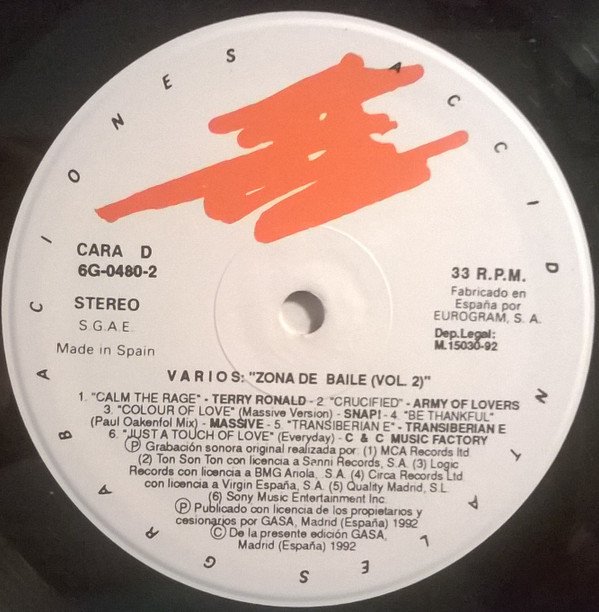 GRABACIONES ACCIDENTALES
CARA D
6G-0480-2
STEREO
S.G.A.E.
Made in Spain
33 R.P.M.
Fabricado en
España por
EUROGRAM, S. A.
Dep.Legal:
M.15030-92
VARIOS: "ZONA DE BAILE (VOL. 2)"
1. "CALM THE RAGE" - TERRY RONALD - 2. "CRUCIFIED" - ARMY OF LOVERS
3. "COLOUR OF LOVE" (Massive Version) - SNAP! - 4. "BE THANKFUL"
(Paul Oakenfol Mix) - MASSIVE - 5. "TRANSIBERIAN E" - TRANSIBERIAN E
6. "JUST A TOUCH OF LOVE" (Everyday) - C & C MUSIC FACTORY
Ⓟ Grabación sonora original realizada por: (1) MCA Records ltd
(2) Ton Son Ton con licencia a Sanni Records, S.A. (3) Logic
Records con licencia a BMG Ariola, S.A. (4) Circa Records Ltd
con licencia a Virgin España, S.A. (5) Quality Madrid, S.L.
(6) Sony Music Entertainment Inc.
Ⓟ Publicado con licencia de los propietarios y
cesionarios por GASA, Madrid (España) 1992
© De la presente edición GASA,
Madrid (España) 1992